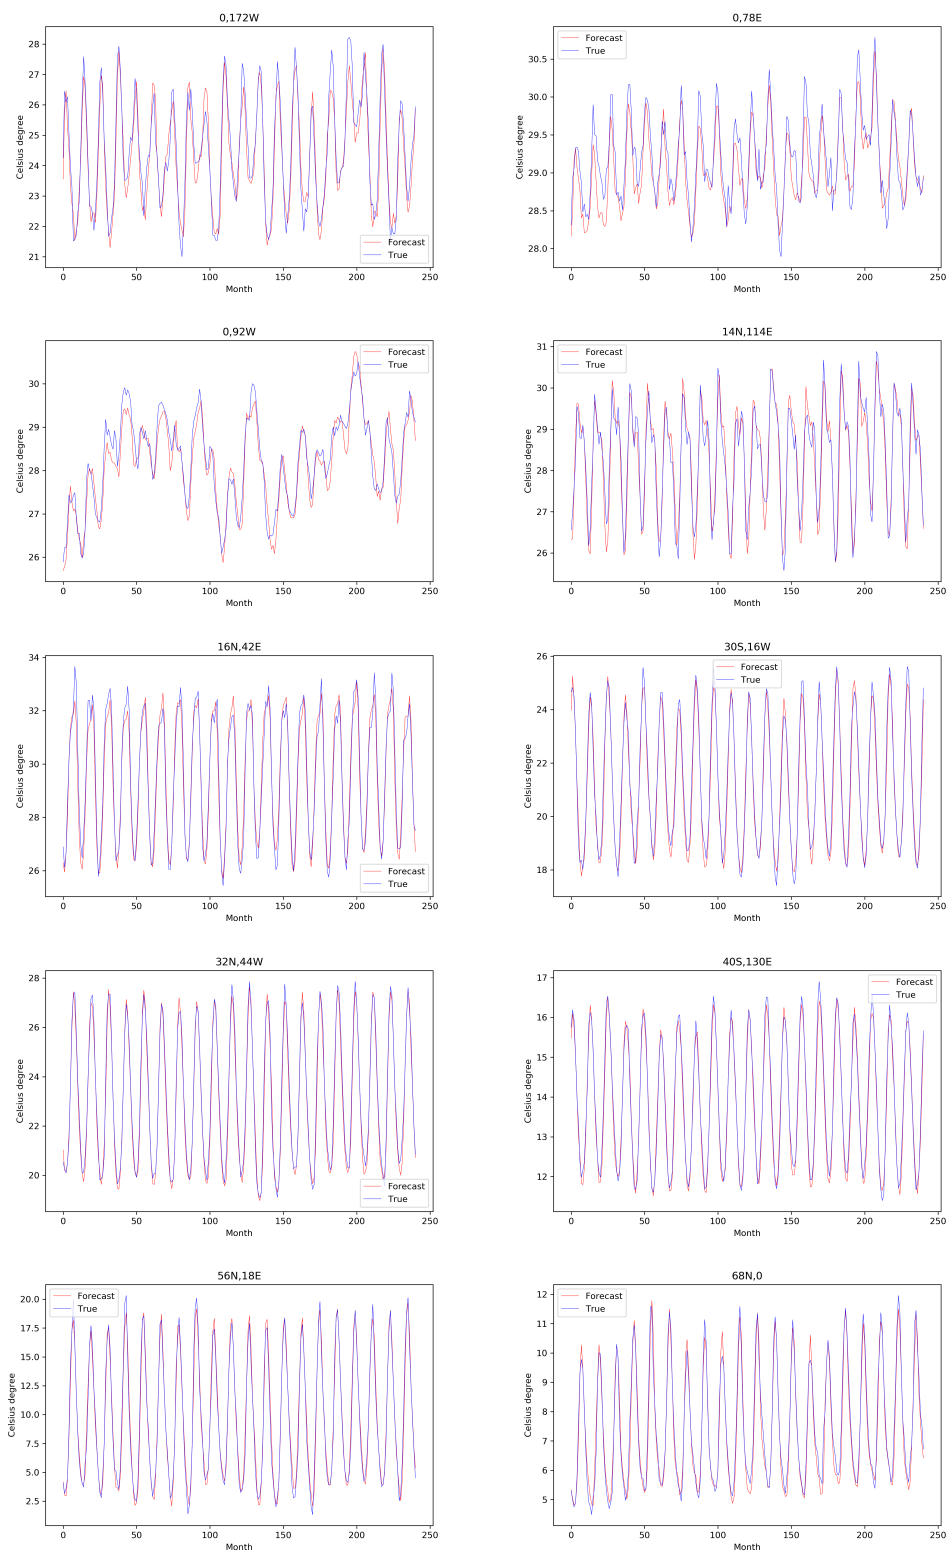 0,172W
28
27
26
25
24
23
22
21
Celsius degree
Forecast
True
0
50
100
150
200
250
Month
0,78E
30.5
30.0
29.5
29.0
28.5
28.0
Celsius degree
Forecast
True
0
50
100
150
200
250
Month
0,92W
30
29
28
27
26
Celsius degree
Forecast
True
0
50
100
150
200
250
Month
14N,114E
31
30
29
28
27
26
Celsius degree
Forecast
True
0
50
100
150
200
250
Month
16N,42E
34
32
30
28
26
Celsius degree
Forecast
True
0
50
100
150
200
250
Month
30S,16W
26
24
22
20
18
Celsius degree
Forecast
True
0
50
100
150
200
250
Month
32N,44W
28
26
24
22
20
Celsius degree
Forecast
True
0
50
100
150
200
250
Month
40S,130E
17
16
15
14
13
12
Celsius degree
Forecast
True
0
50
100
150
200
250
Month
56N,18E
20.0
17.5
15.0
12.5
10.0
7.5
5.0
2.5
Celsius degree
Forecast
True
0
50
100
150
200
250
Month
68N,0
12
11
10
9
8
7
6
5
Celsius degree
Forecast
True
0
50
100
150
200
250
Month